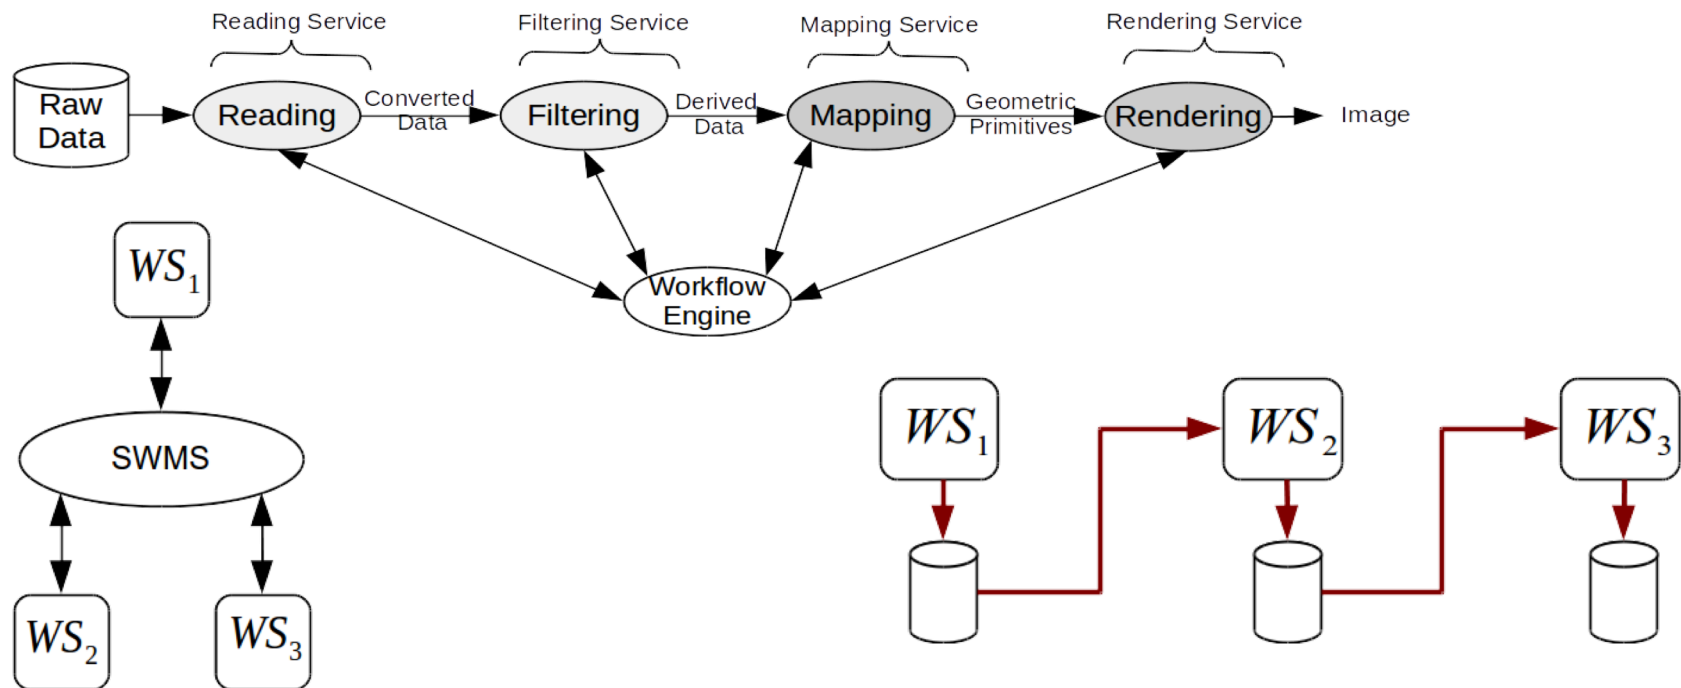 Reading Service
Filtering Service
Mapping Service
Rendering Service
Raw
Data
Reading
Converted
Data
Filtering
Derived
Data
Mapping
Geometric
Primitives
Rendering
Image
Workflow
Engine
WS1
SWMS
WS2
WS3
WS1
WS2
WS3